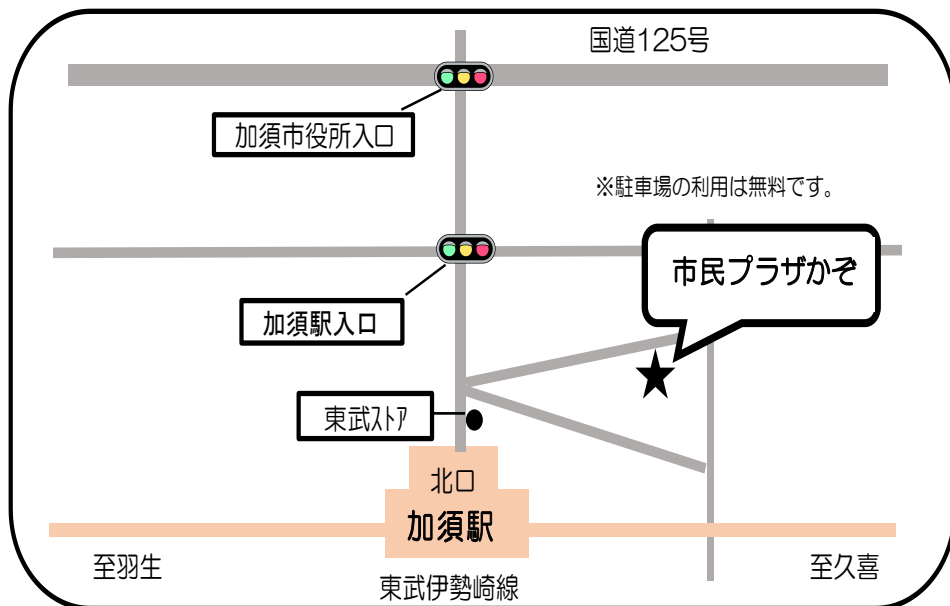 国道125号
加須市役所入口
※駐車場の利用は無料です。
市民プラザかぞ
加須駅入口
東武ストア
北口
加須駅
至羽生
至久喜
東武伊勢崎線